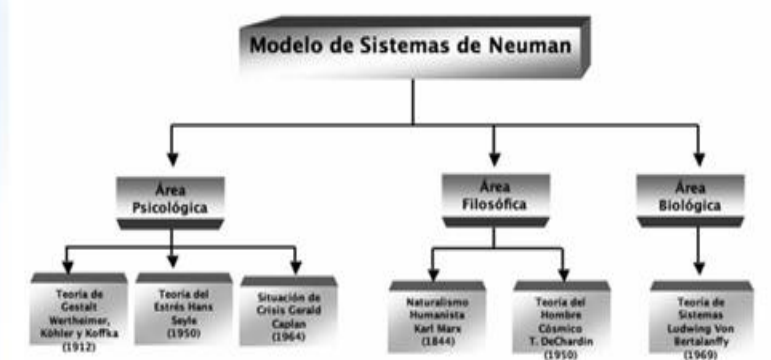 Modelo de Sistemas de Neuman
Área
Psicológica
Área
Filosófica
Área
Biológica
Teoría de
Gestalt
Wertheimer,
Köhler y Koffka
(1912)
Teoría del
Estrés Hans
Seyle
(1950)
Situación de
Crisis Gerald
Caplan
(1964)
Naturalismo
Humanista
Karl Marx
(1844)
Teoría del
Hombre
Cósmico
T. DeChardin
(1950)
Teoría de
Sistemas
Ludwing Von
Bertalanffy
(1969)